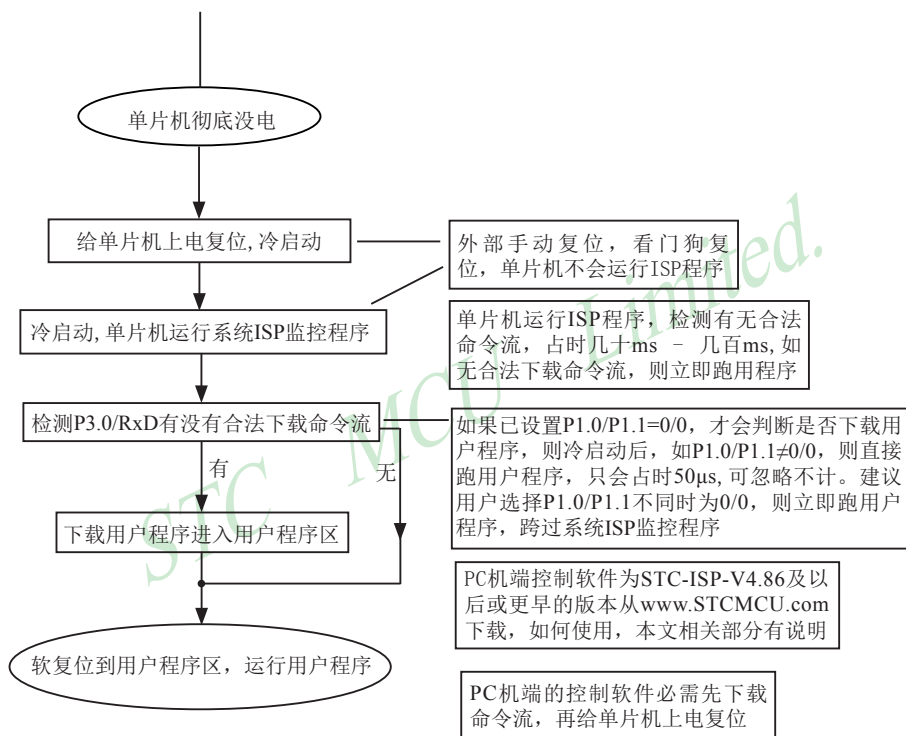 单片机彻底没电
给单片机上电复位,冷启动
外部手动复位，看门狗复
位，单片机不会运行ISP程序
冷启动,单片机运行系统ISP监控程序
单片机运行ISP程序，检测有无合法
命令流，占时几十ms － 几百ms,如
无合法下载命令流，则立即跑用程序
检测P3.0/RxD有没有合法下载命令流
有
无
如果已设置P1.0/P1.1=0/0，才会判断是否下载用
户程序，则冷启动后，如P1.0/P1.1≠0/0，则直接
跑用户程序，只会占时50μs,可忽略不计。建议
用户选择P1.0/P1.1不同时为0/0，则立即跑用户
程序，跨过系统ISP监控程序
下载用户程序进入用户程序区
PC机端控制软件为STC-ISP-V4.86及以
后或更早的版本从www.STCMCU.com
下载，如何使用，本文相关部分有说明
软复位到用户程序区，运行用户程序
PC机端的控制软件必需先下载
命令流，再给单片机上电复位
STC MCU Limited.